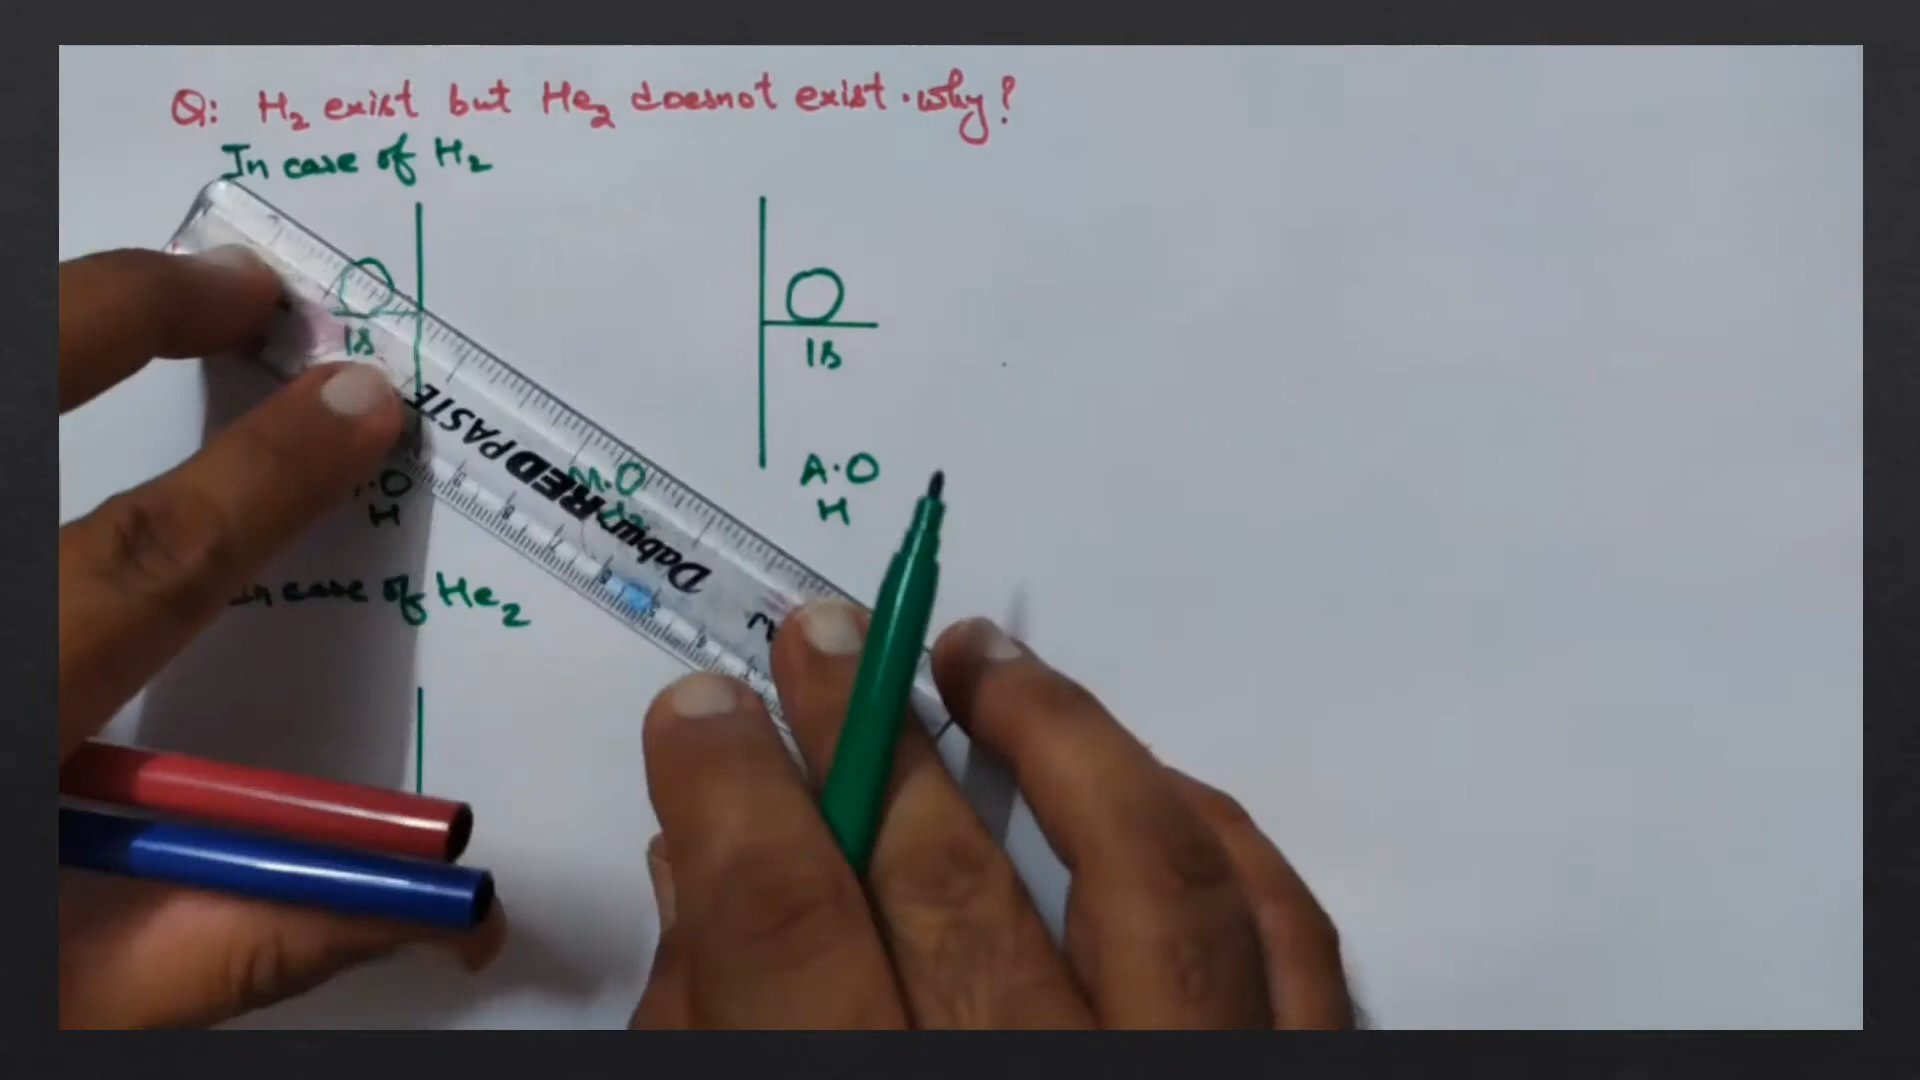 Q: H₂ exist but He₂ doesnot exist. why?
In case of H₂
1s
1s
M.O
A.O
H₂
H
.O
H
Dabur RED PASTE
In case of He₂